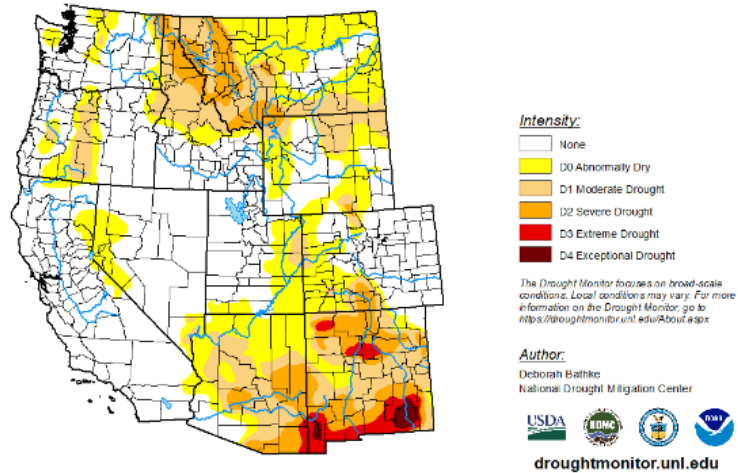 Intensity:
None
D0 Abnormally Dry
D1 Moderate Drought
D2 Severe Drought
D3 Extreme Drought
D4 Exceptional Drought
The Drought Monitor focuses on broad-scale
conditions. Local conditions may vary. For more
information on the Drought Monitor, go to
https://droughtmonitor.unl.edu/About.aspx
Author:
Deborah Bathke
National Drought Mitigation Center
USDA
NDMC
NOAA
droughtmonitor.unl.edu